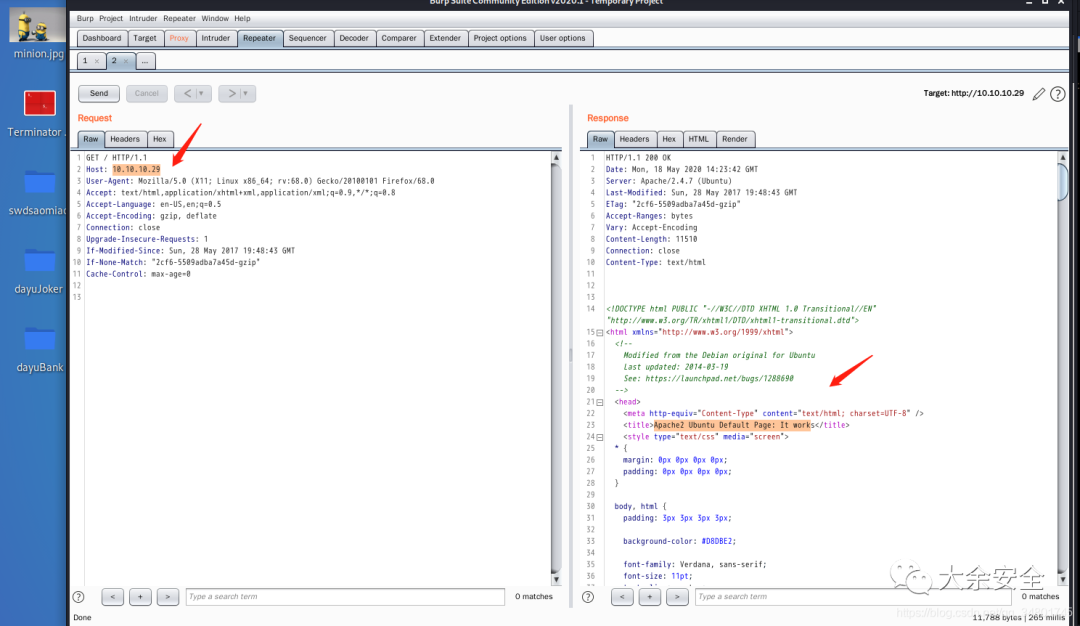 Burp Suite Community Edition v2020.1 - Temporary Project
Burp Project Intruder Repeater Window Help
Dashboard Target Proxy Intruder Repeater Sequencer Decoder Comparer Extender Project options User options
1 × 2 × ...
Send Cancel < ▼ > ▼
Target: http://10.10.10.29
Request
Raw Headers Hex
1 GET / HTTP/1.1
2 Host: 10.10.10.29
3 User-Agent: Mozilla/5.0 (X11; Linux x86_64; rv:68.0) Gecko/20100101 Firefox/68.0
4 Accept: text/html,application/xhtml+xml,application/xml;q=0.9,*/*;q=0.8
5 Accept-Language: en-US,en;q=0.5
6 Accept-Encoding: gzip, deflate
7 Connection: close
8 Upgrade-Insecure-Requests: 1
9 If-Modified-Since: Sun, 28 May 2017 19:48:43 GMT
10 If-None-Match: "2cf6-5509adba7a45d-gzip"
11 Cache-Control: max-age=0
12
13
Response
Raw Headers Hex HTML Render
1 HTTP/1.1 200 OK
2 Date: Mon, 18 May 2020 14:23:42 GMT
3 Server: Apache/2.4.7 (Ubuntu)
4 Last-Modified: Sun, 28 May 2017 19:48:43 GMT
5 ETag: "2cf6-5509adba7a45d-gzip"
6 Accept-Ranges: bytes
7 Vary: Accept-Encoding
8 Content-Length: 11510
9 Connection: close
10 Content-Type: text/html
11
12
13
14 <!DOCTYPE html PUBLIC "-//W3C//DTD XHTML 1.0 Transitional//EN"
"http://www.w3.org/TR/xhtml1/DTD/xhtml1-transitional.dtd">
15 <html xmlns="http://www.w3.org/1999/xhtml">
16 <!--
17 Modified from the Debian original for Ubuntu
18 Last updated: 2014-03-19
19 See: https://launchpad.net/bugs/1288690
20 -->
21 <head>
22 <meta http-equiv="Content-Type" content="text/html; charset=UTF-8" />
23 <title>Apache2 Ubuntu Default Page: It works</title>
24 <style type="text/css" media="screen">
25 * {
26 margin: 0px 0px 0px 0px;
27 padding: 0px 0px 0px 0px;
28 }
29
30 body, html {
31 padding: 3px 3px 3px 3px;
32
33 background-color: #D8DBE2;
34
35 font-family: Verdana, sans-serif;
36 font-size: 11pt;
? < + > Type a search term 0 matches
? < + > Type a search term 0 matches
Done
11,788 bytes | 265 millis
minion.jpg
Terminator
swdsaomiao
dayuJoker
dayuBank
大余安全